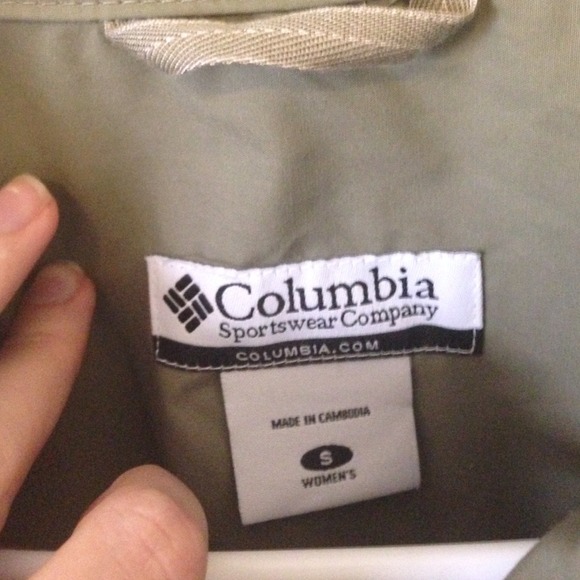 Columbia
Sportswear Company
COLUMBIA.COM
MADE IN CAMBODIA
S
WOMEN'S